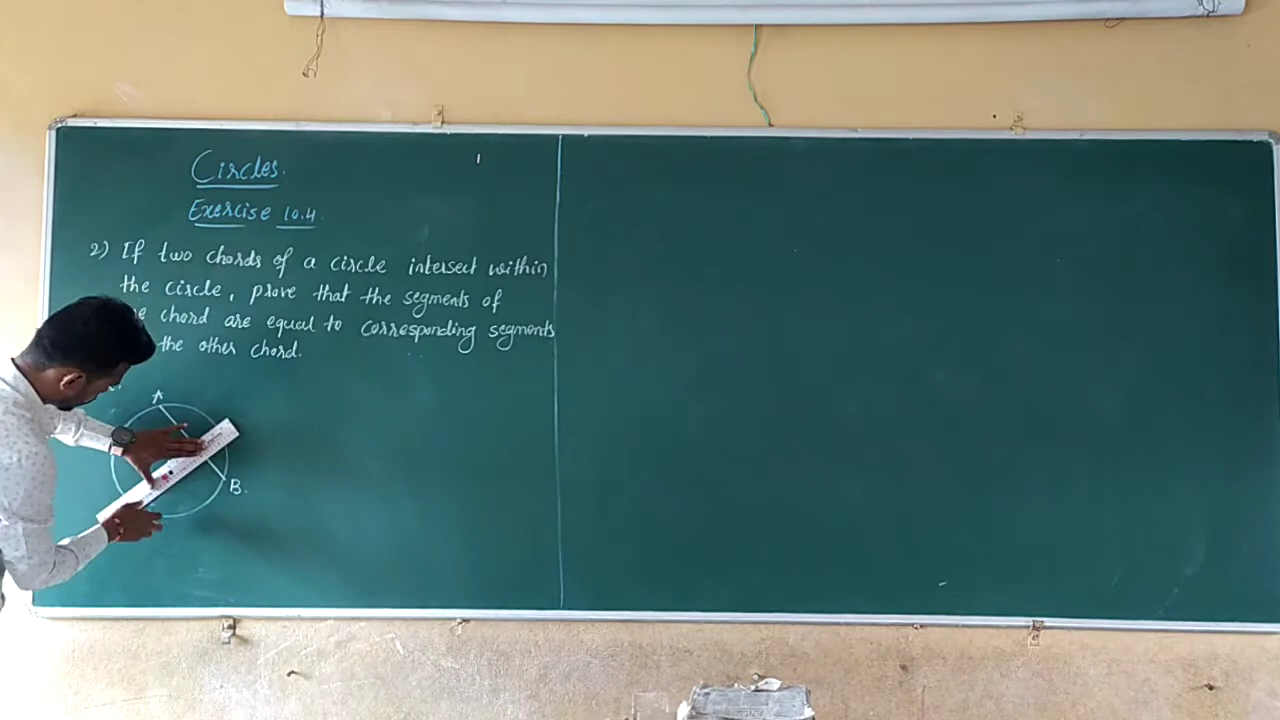 Circles.
Exercise 10.4.
2) If two chords of a circle intersect within
the circle, prove that the segments of
chord are equal to corresponding segments
the other chord.
A
B.